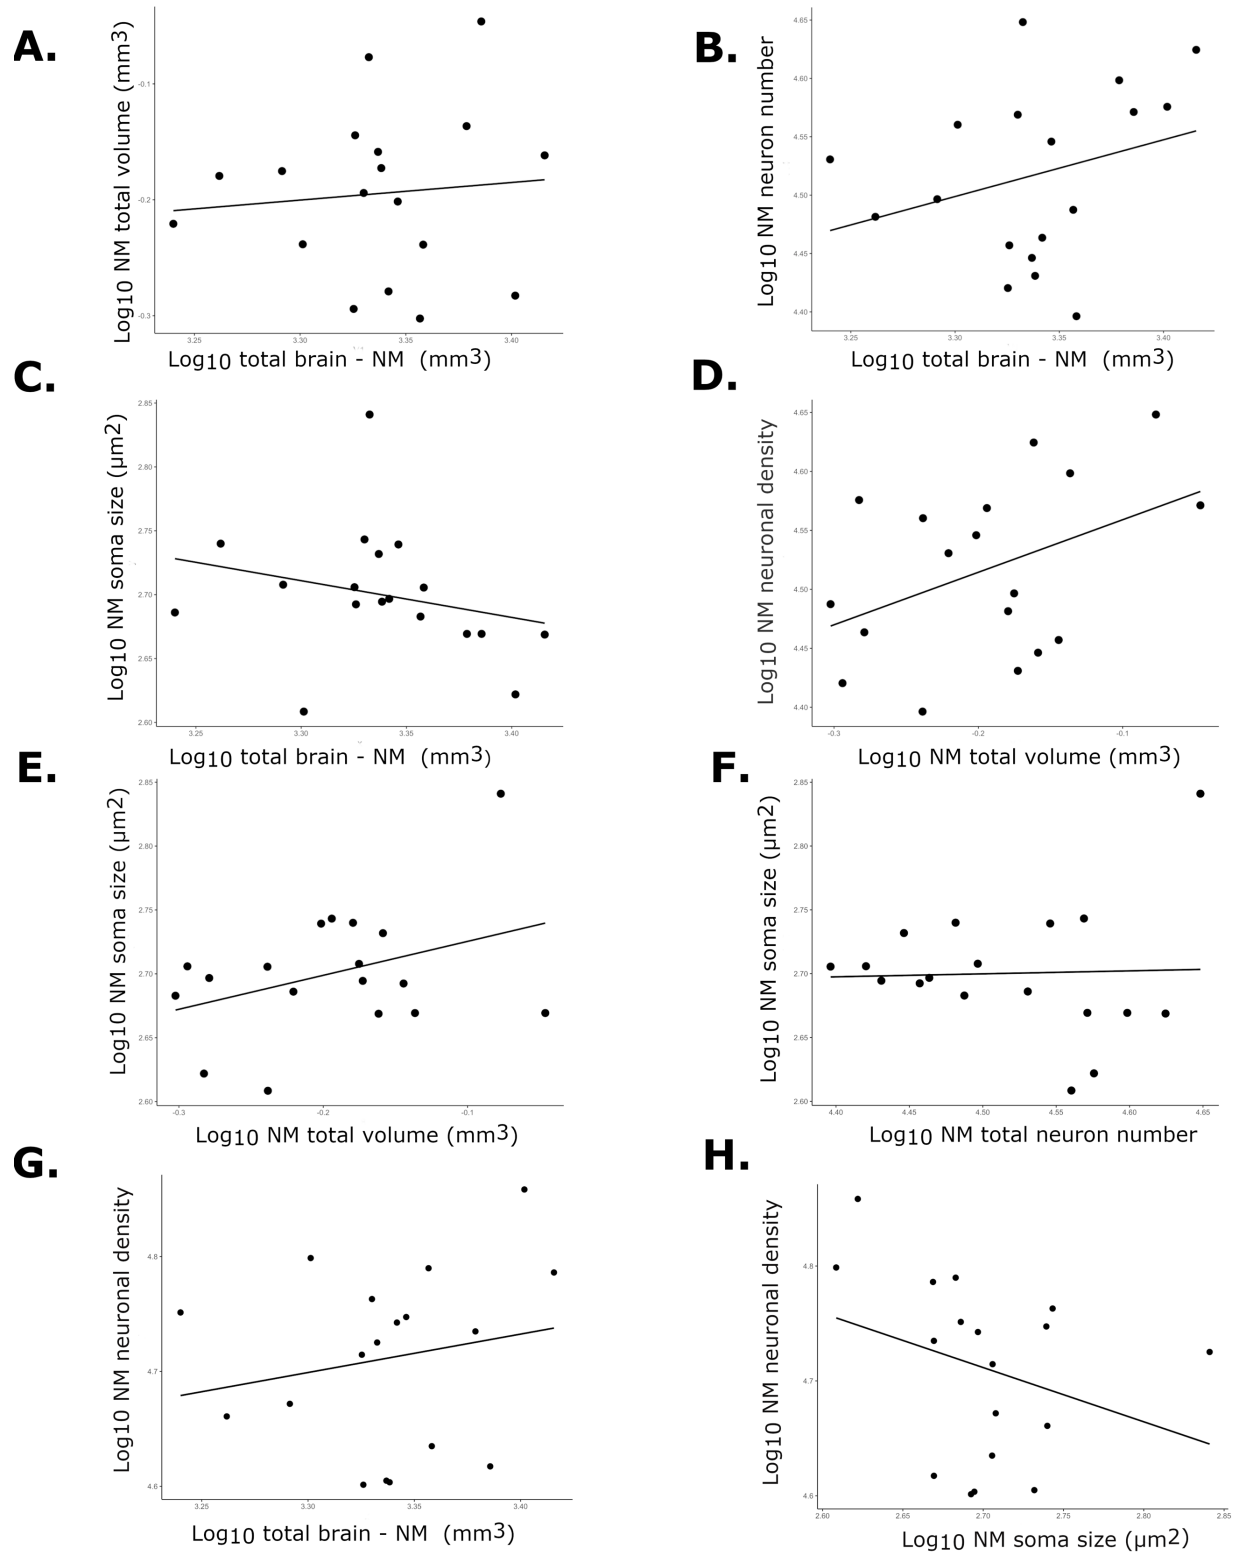 A.
Log10 NM total volume (mm3)
-0.1
-0.2
-0.3
3.25 3.30 3.35 3.40
Log10 total brain - NM (mm3)
B.
Log10 NM neuron number
4.65
4.60
4.55
4.50
4.45
4.40
3.25 3.30 3.35 3.40
Log10 total brain - NM (mm3)
C.
Log10 NM soma size (µm2)
2.85
2.80
2.75
2.70
2.65
2.60
3.25 3.30 3.35 3.40
Log10 total brain - NM (mm3)
D.
Log10 NM neuronal density
4.65
4.60
4.55
4.50
4.45
4.40
-0.3 -0.2 -0.1
Log10 NM total volume (mm3)
E.
Log10 NM soma size (µm2)
2.85
2.80
2.75
2.70
2.65
2.60
-0.3 -0.2 -0.1
Log10 NM total volume (mm3)
F.
Log10 NM soma size (µm2)
2.85
2.80
2.75
2.70
2.65
2.60
4.40 4.45 4.50 4.55 4.60 4.65
Log10 NM total neuron number
G.
Log10 NM neuronal density
4.8
4.7
4.6
3.25 3.30 3.35 3.40
Log10 total brain - NM (mm3)
H.
Log10 NM neuronal density
4.8
4.7
4.6
2.60 2.65 2.70 2.75 2.80 2.85
Log10 NM soma size (µm2)